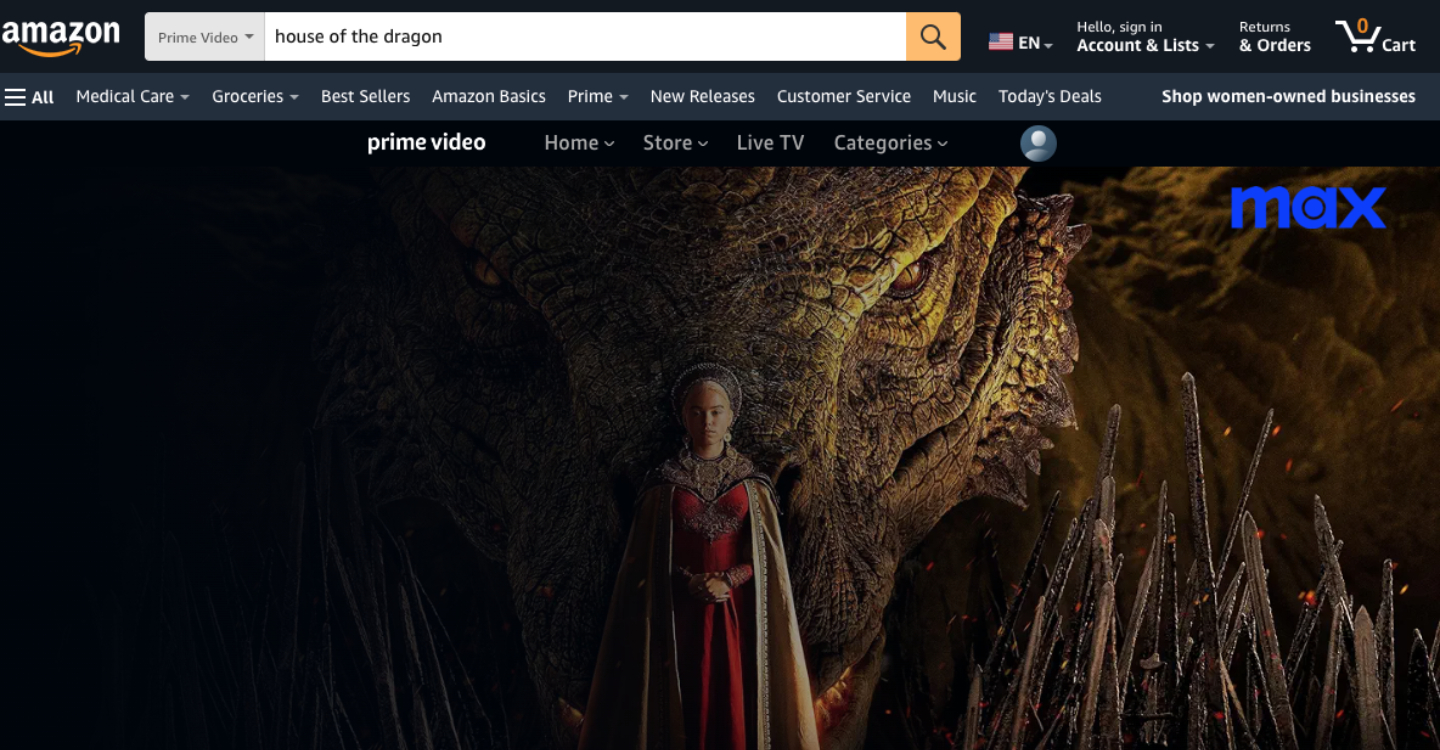 amazon
Prime Video
house of the dragon
EN
Hello, sign in
Account & Lists
Returns
& Orders
0
Cart
All
Medical Care
Groceries
Best Sellers
Amazon Basics
Prime
New Releases
Customer Service
Music
Today's Deals
Shop women-owned businesses
prime video
Home
Store
Live TV
Categories
max